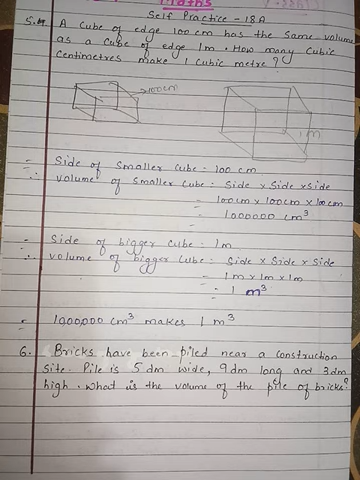 Maths
Self Practice - 18A
5. A Cube of edge 100 cm has the same volume
as a cube of edge 1m. How many Cubic
Centimetres make 1 Cubic metre?
100cm
1m
= Side of Smaller Cube = 100 cm
∴ Volume of Smaller Cube = Side × Side × Side
= 100cm × 100cm × 100cm
= 1000000 cm³
= Side of bigger Cube = 1m
∴ Volume of bigger Cube = Side × Side × Side
= 1m × 1m × 1m
= 1 m³
= 1000000 cm³ makes 1 m³
6. Bricks have been piled near a construction
site. Pile is 5 dm wide, 9 dm long and 3 dm
high. What is the volume of the pile of bricks?